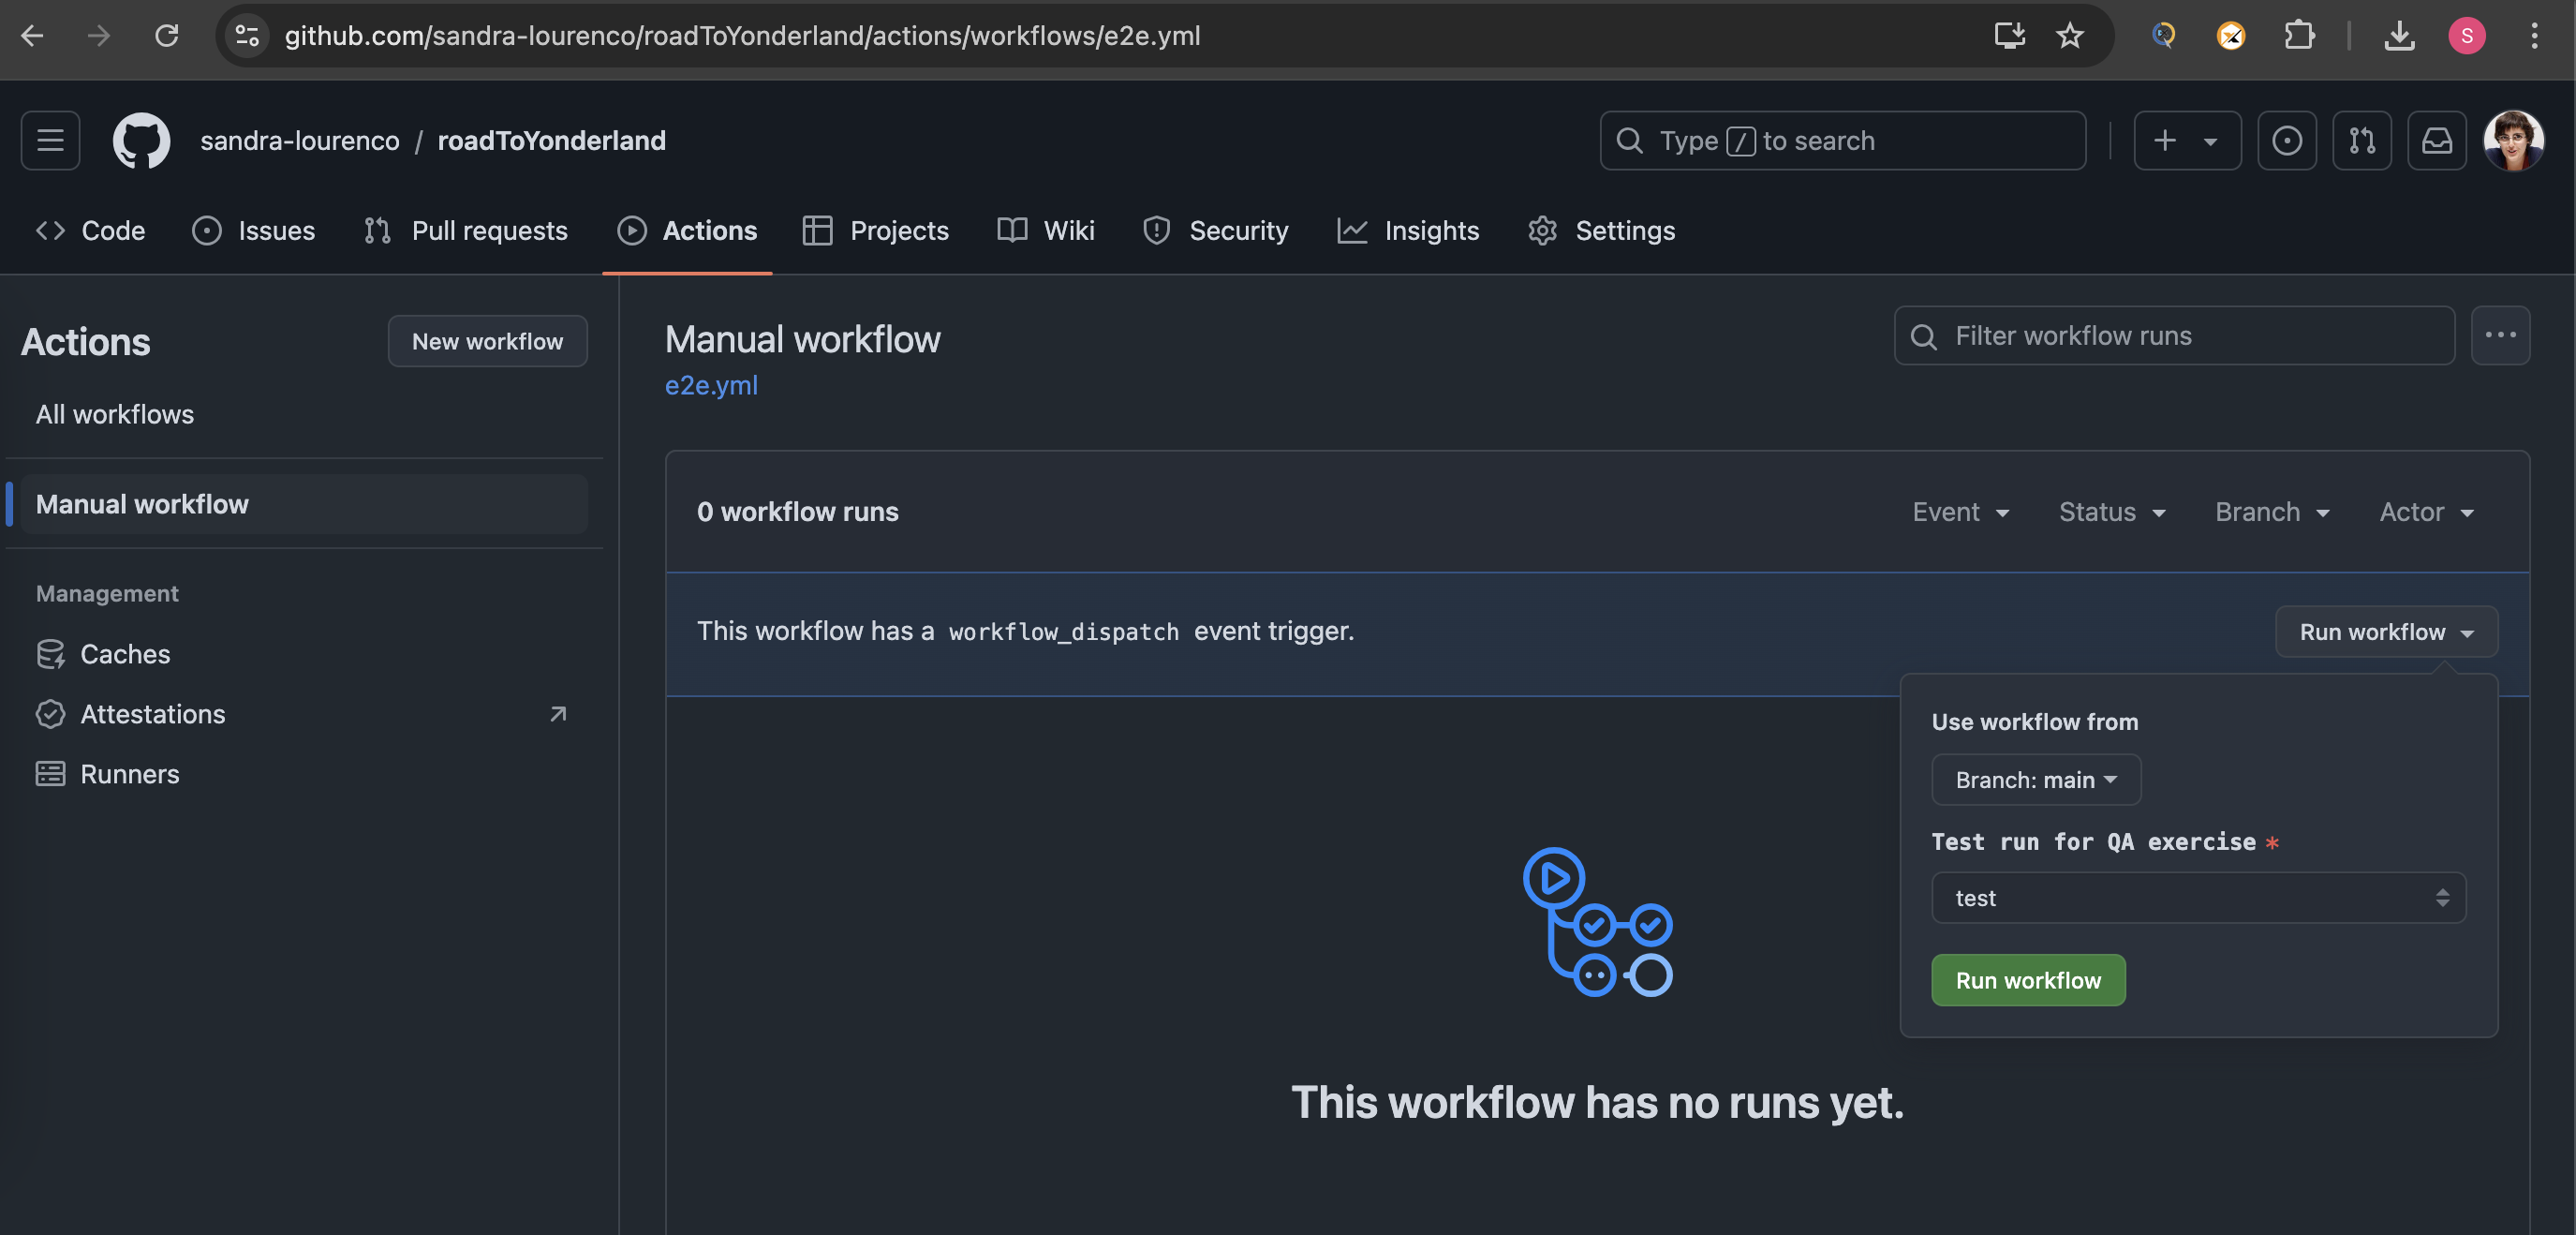 github.com/sandra-lourenco/roadToYonderland/actions/workflows/e2e.yml
S
sandra-lourenco / roadToYonderland
Type / to search
Code Issues Pull requests Actions Projects Wiki Security Insights Settings
Actions
New workflow
All workflows
Manual workflow
Management
Caches
Attestations
Runners
Manual workflow
e2e.yml
Filter workflow runs
0 workflow runs
Event Status Branch Actor
This workflow has a workflow_dispatch event trigger.
Run workflow
Use workflow from
Branch: main
Test run for QA exercise *
test
Run workflow
This workflow has no runs yet.